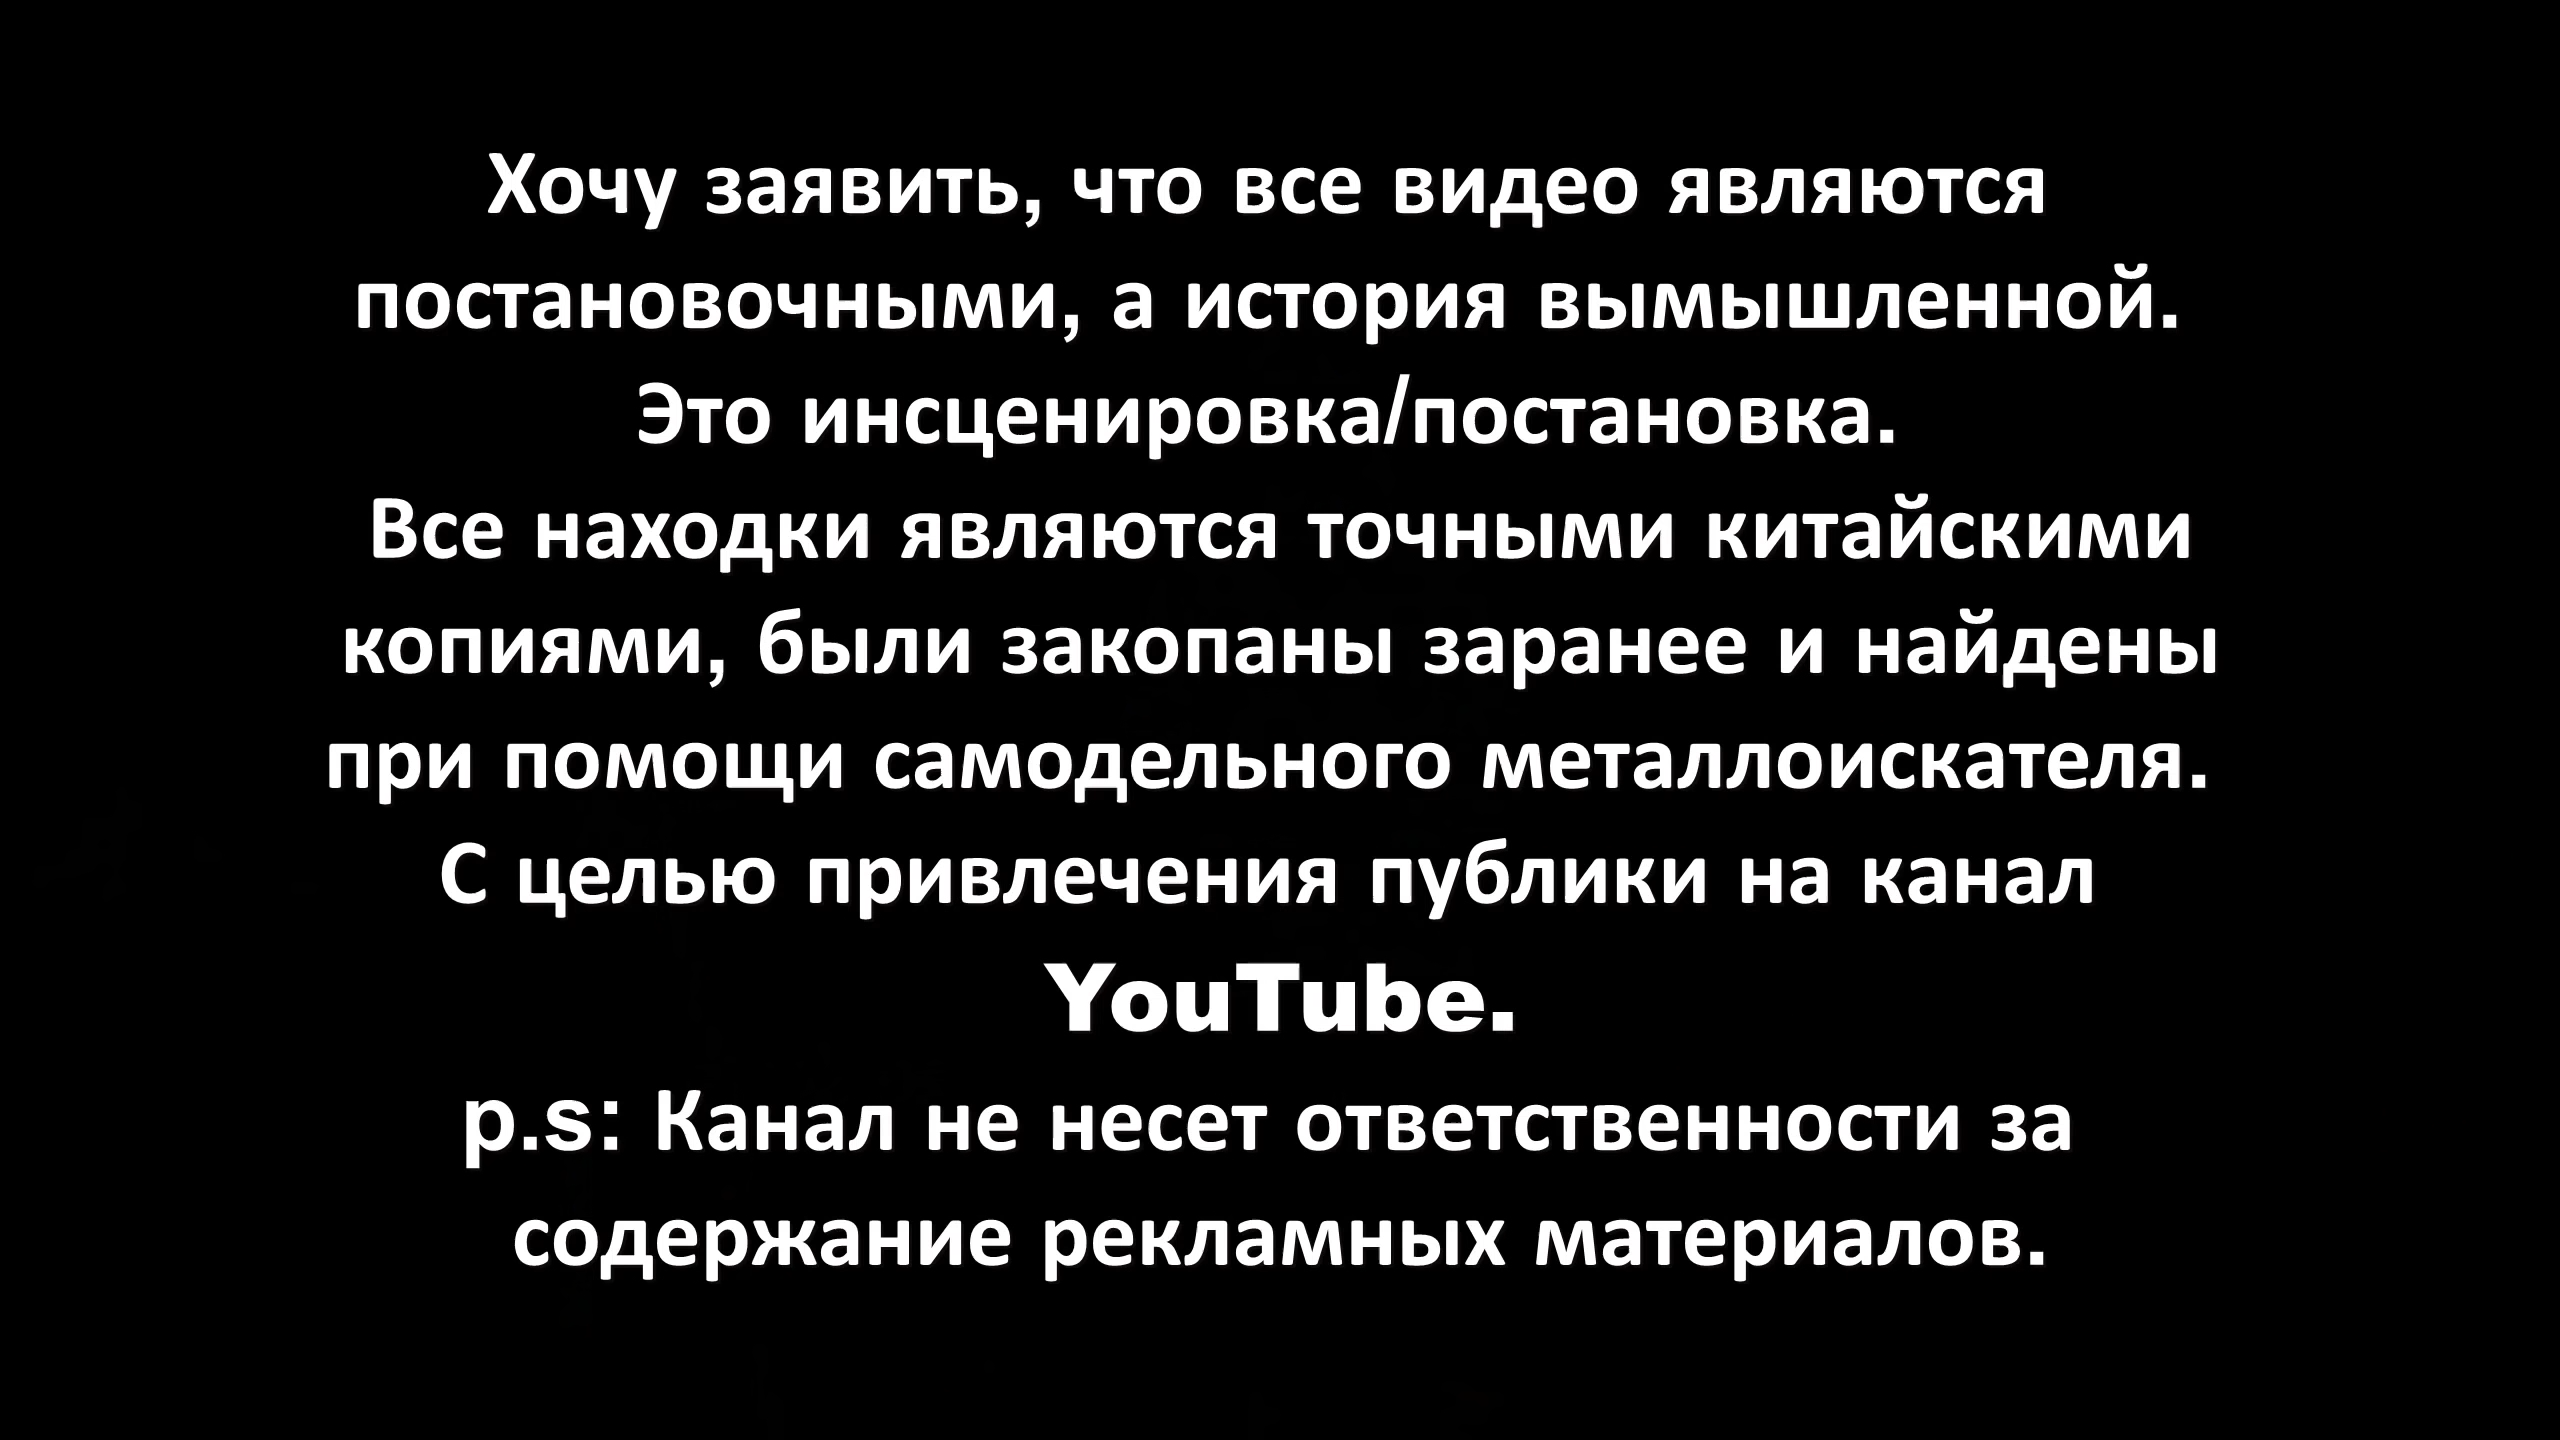 Хочу заявить, что все видео являются
постановочными, а история вымышленной.
Это инсценировка/постановка.
Все находки являются точными китайскими
копиями, были закопаны заранее и найдены
при помощи самодельного металлоискателя.
С целью привлечения публики на канал
YouTube.
p.s: Канал не несет ответственности за
содержание рекламных материалов.